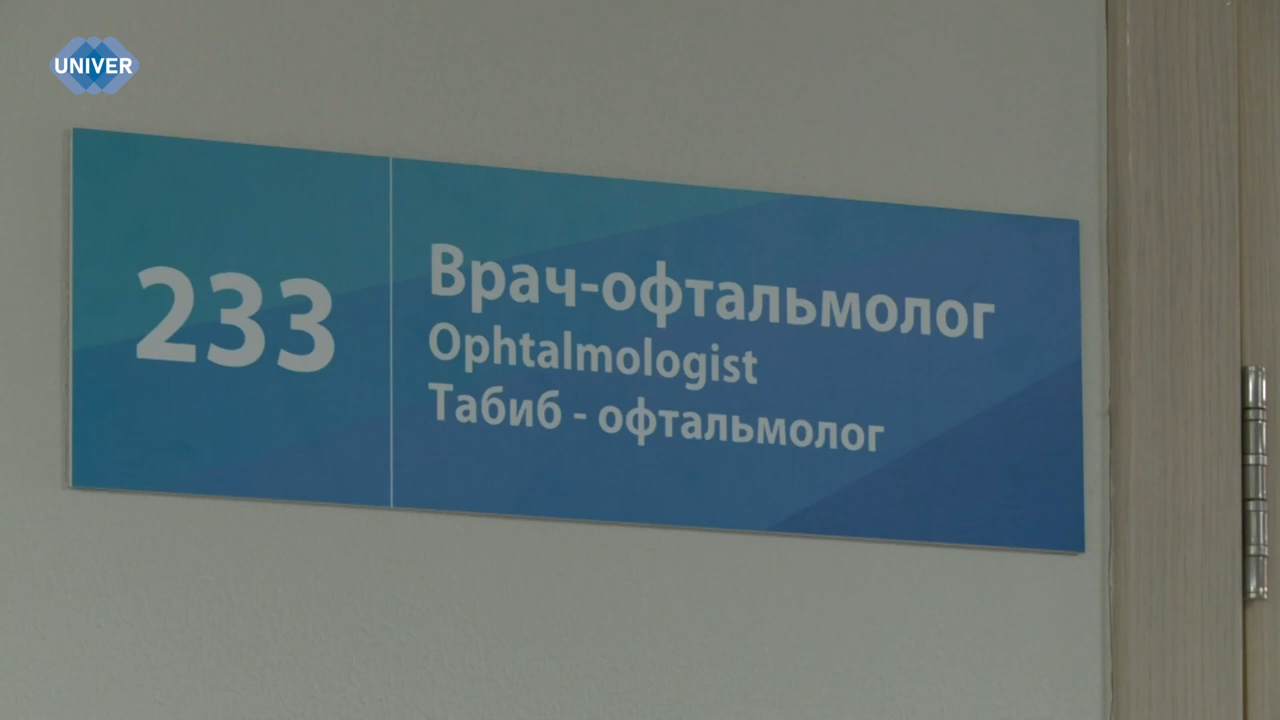 UNIVER
233
Врач-офтальмолог
Ophtalmologist
Табиб - офтальмолог